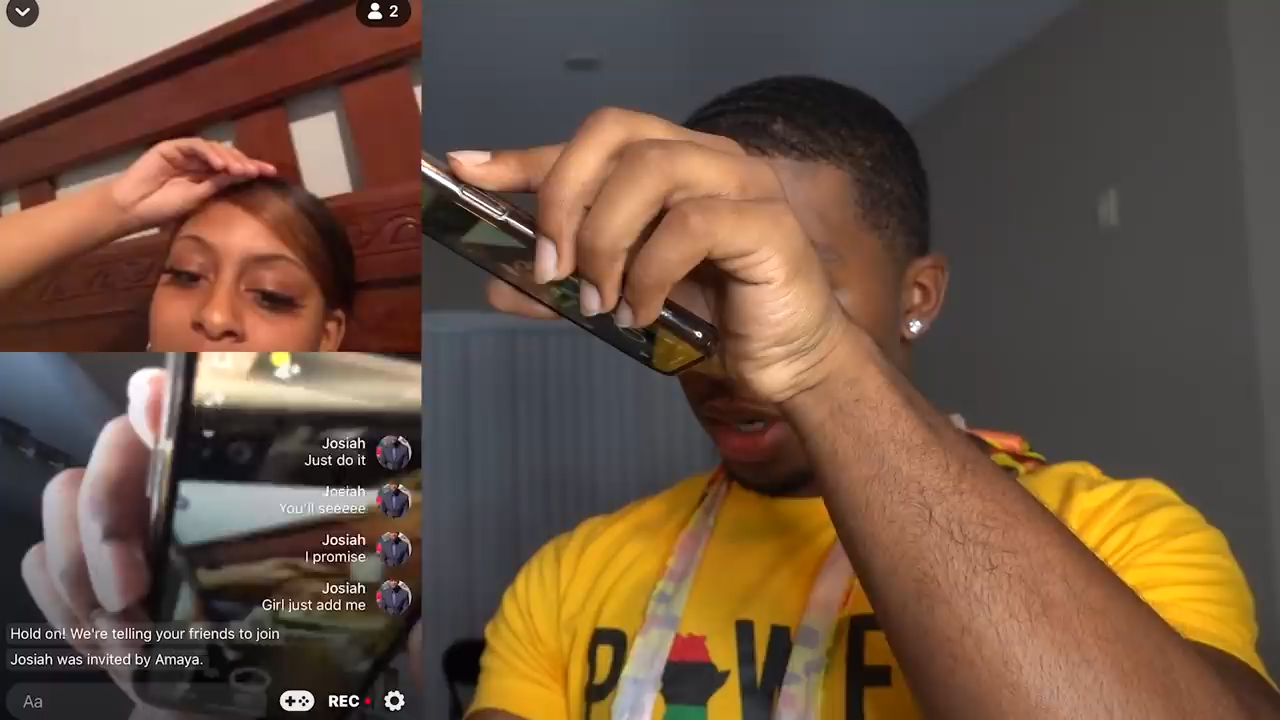 2
Josiah
Just do it
Josiah
You'll seeeee
Josiah
I promise
Josiah
Girl just add me
Hold on! We're telling your friends to join
Josiah was invited by Amaya.
Aa
REC
P WE